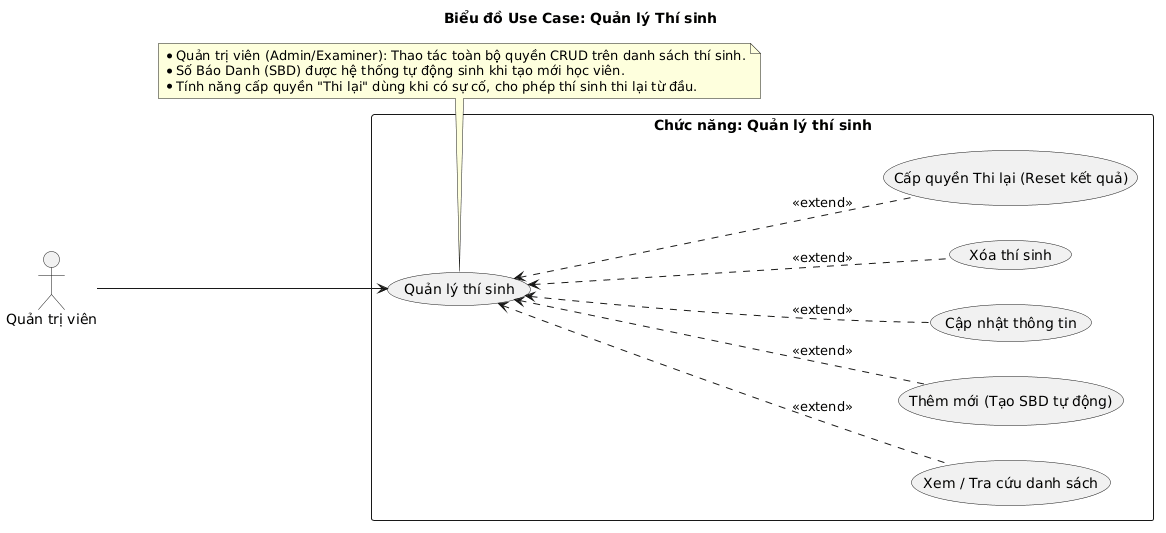 Biểu đồ Use Case: Quản lý Thí sinh
• Quản trị viên (Admin/Examiner): Thao tác toàn bộ quyền CRUD trên danh sách thí sinh.
• Số Báo Danh (SBD) được hệ thống tự động sinh khi tạo mới học viên.
• Tính năng cấp quyền "Thi lại" dùng khi có sự cố, cho phép thí sinh thi lại từ đầu.
Chức năng: Quản lý thí sinh
Cấp quyền Thi lại (Reset kết quả)
«extend»
Xóa thí sinh
«extend»
Quản lý thí sinh
Quản trị viên
«extend»
Cập nhật thông tin
«extend»
Thêm mới (Tạo SBD tự động)
«extend»
Xem / Tra cứu danh sách